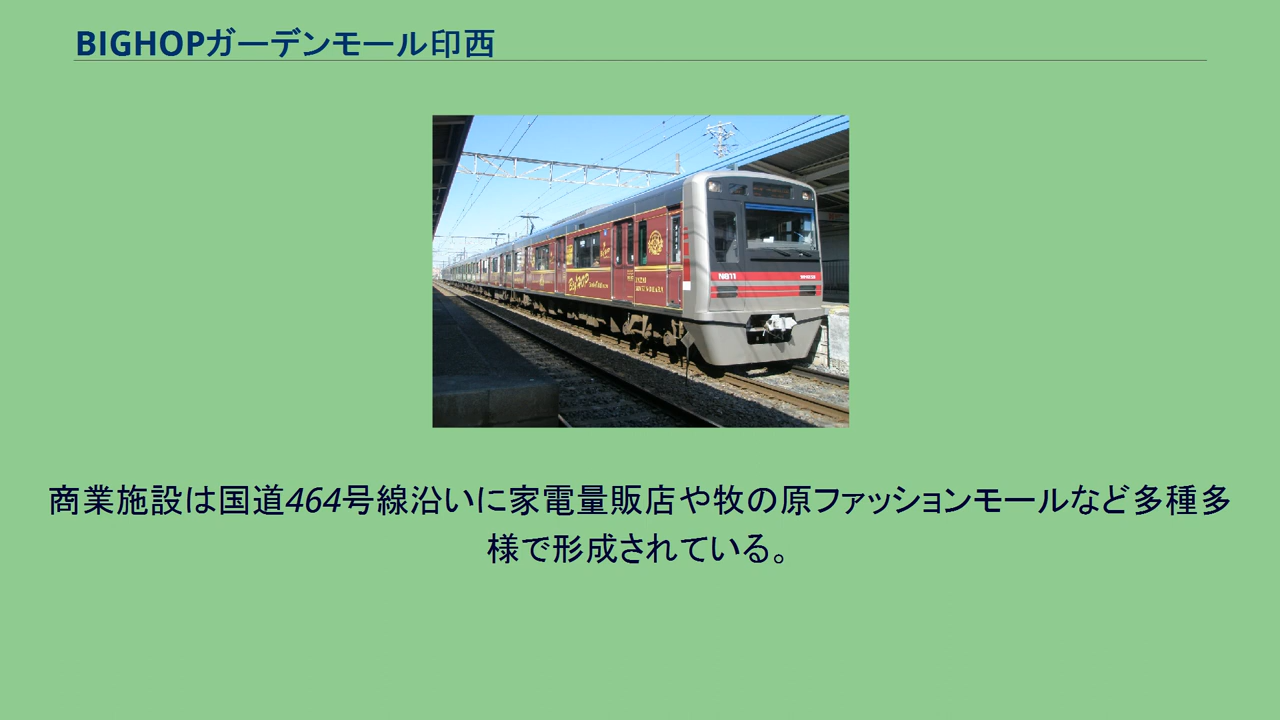 BIGHOPガーデンモール印西
N811
BigHOP
商業施設は国道464号線沿いに家電量販店や牧の原ファッションモールなど多種多
様で形成されている。